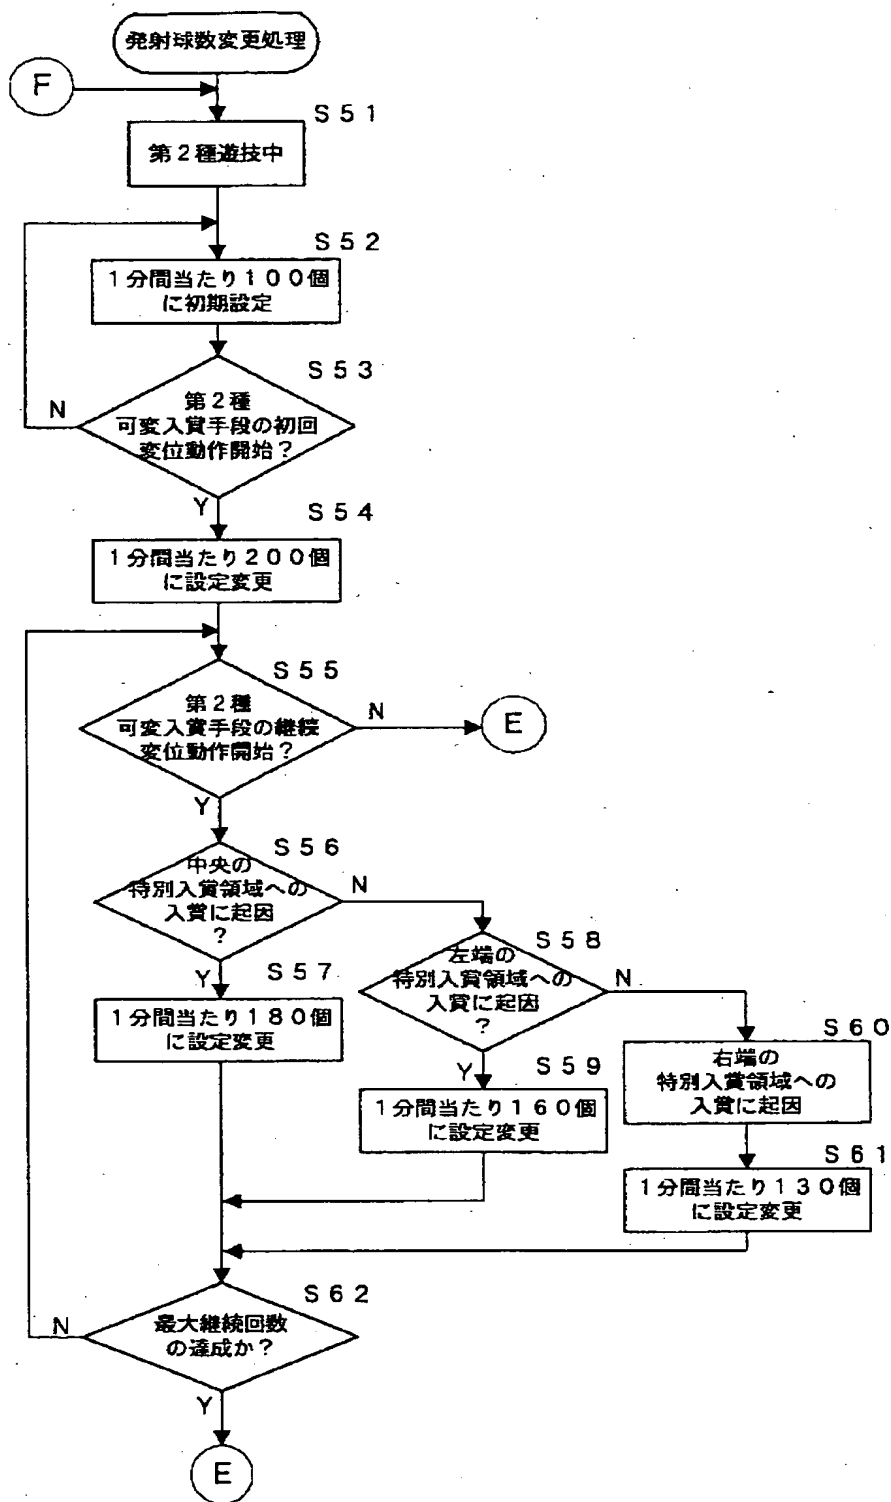 発射球数変更処理
F
S51
第2種遊技中
S52
1分間当たり100個
に初期設定
S53
第2種
可変入賞手段の初回
変位動作開始?
N
Y
S54
1分間当たり200個
に設定変更
S55
第2種
可変入賞手段の継続
変位動作開始?
N
E
Y
S56
中央の
特別入賞領域への
入賞に起因
?
N
Y
S57
1分間当たり180個
に設定変更
S58
左端の
特別入賞領域への
入賞に起因
?
N
Y
S59
1分間当たり160個
に設定変更
S60
右端の
特別入賞領域への
入賞に起因
S61
1分間当たり130個
に設定変更
S62
最大継続回数
の達成か?
N
Y
E